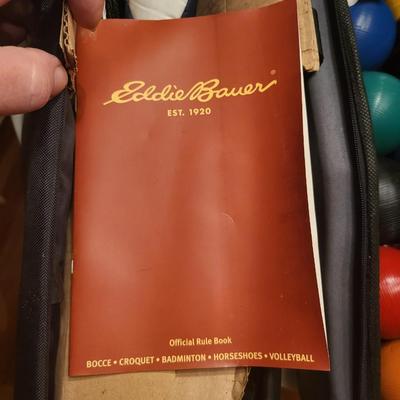 Eddie Bauer®
EST. 1920
Official Rule Book
BOCCE • CROQUET • BADMINTON • HORSESHOES • VOLLEYBALL